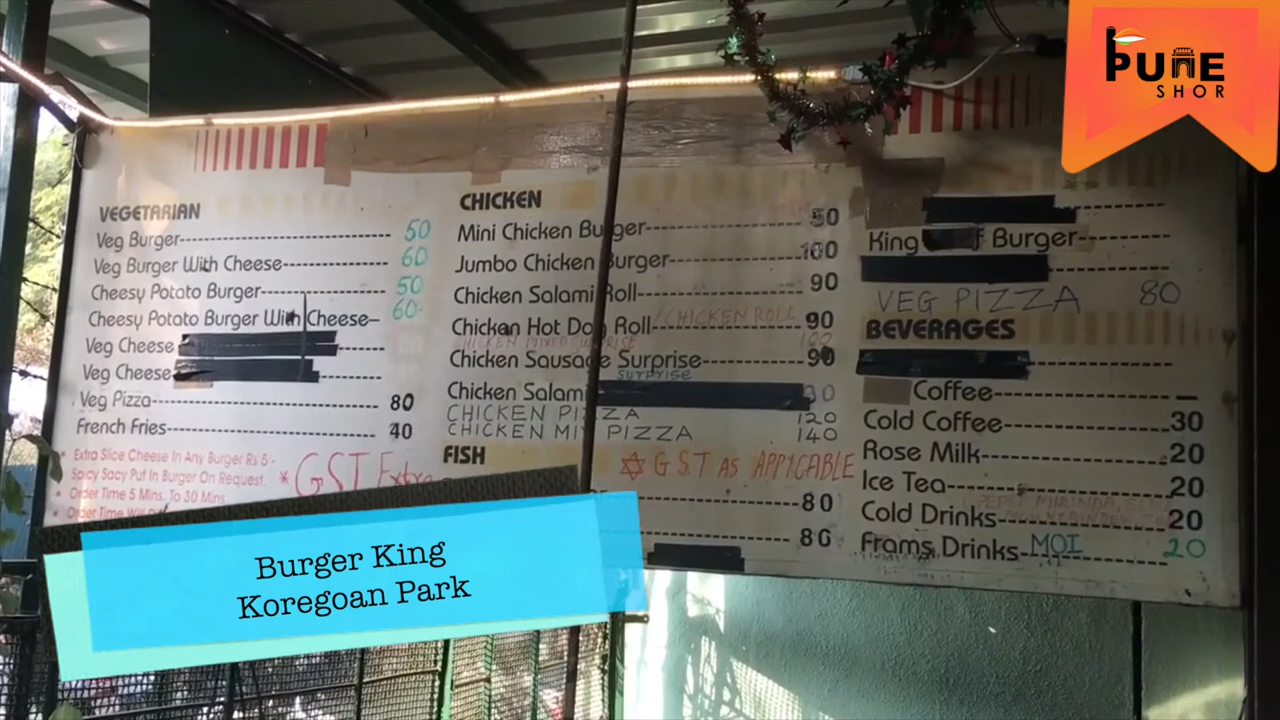 PUNE
SHOR
VEGETARIAN
Veg Burger 50
Veg Burger With Cheese 60
Cheesy Potato Burger 50
Cheesy Potato Burger With Cheese 60
Veg Cheese
Veg Cheese
Veg Pizza 80
French Fries 40
* Extra Slice Cheese In Any Burger Rs 5-
Spicy Sacy Put In Burger On Request.
* Order Time 5 Mins. To 30 Mins
* Order Time Will
* GST Extra
CHICKEN
Mini Chicken Burger 50
Jumbo Chicken Burger 100
Chicken Salami Roll 90
Chicken Hot Dog Roll /CHICKEN ROLL 90
CHICKEN MIXED SURPRISE 100
Chicken Sausage Surprise 90
SURPRISE
Chicken Salami
CHICKEN PIZZA 120
CHICKEN MIX PIZZA 140
FISH
G.S.T AS APPICABLE
80
80
King Burger
VEG PIZZA 80
BEVERAGES
Coffee
Cold Coffee 30
Rose Milk 20
Ice Tea 20
Cold Drinks 20
Frams Drinks MOI 20
Burger King
Koregoan Park